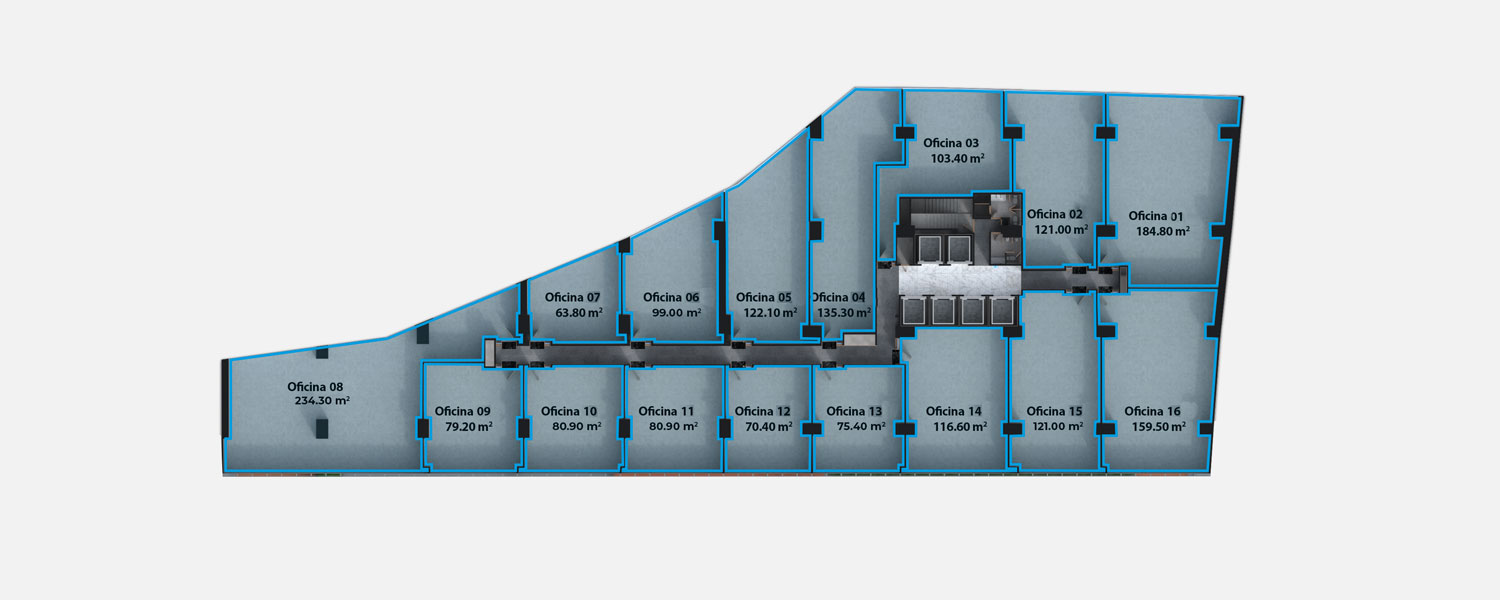 Oficina 03
103.40 m²
Oficina 02
121.00 m²
Oficina 01
184.80 m²
Oficina 07
63.80 m²
Oficina 06
99.00 m²
Oficina 05
122.10 m²
Oficina 04
135.30 m²
Oficina 08
234.30 m²
Oficina 09
79.20 m²
Oficina 10
80.90 m²
Oficina 11
80.90 m²
Oficina 12
70.40 m²
Oficina 13
75.40 m²
Oficina 14
116.60 m²
Oficina 15
121.00 m²
Oficina 16
159.50 m²